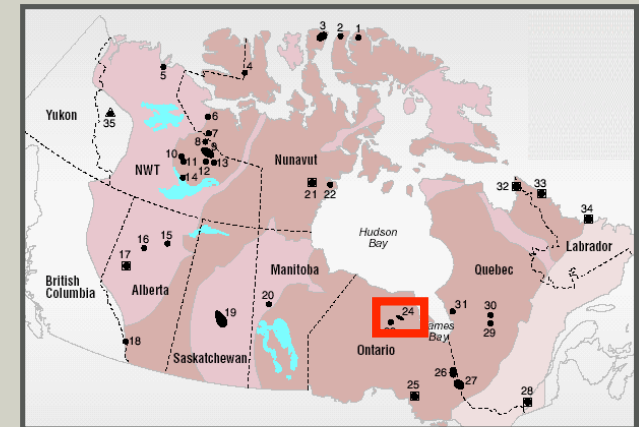 3 2 1
4
5
Yukon
35
6
7
8
9
10
11
12
13
14
NWT
Nunavut
21
22
32
33
34
Hudson
Bay
Labrador
17
16
15
British
Columbia
Alberta
Manitoba
Quebec
19
20
24
31
30
29
ames
Bay
18
Saskatchewan
Ontario
26
27
25
28